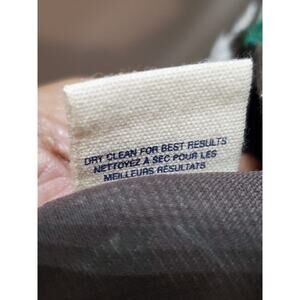 DRY CLEAN FOR BEST RESULTS
NETTOYEZ À SEC POUR LES
MEILLEURS RÉSULTATS